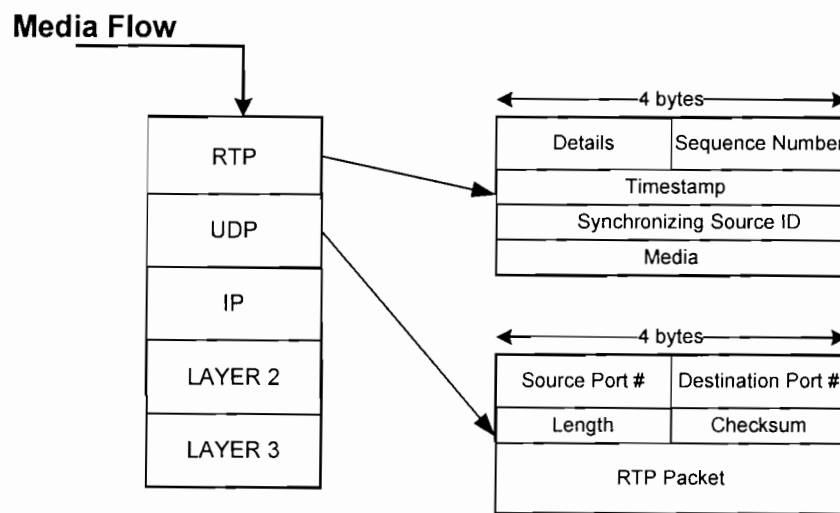 Media Flow
RTP
UDP
IP
LAYER 2
LAYER 3
4 bytes
Details Sequence Number
Timestamp
Synchronizing Source ID
Media
4 bytes
Source Port # Destination Port #
Length Checksum
RTP Packet